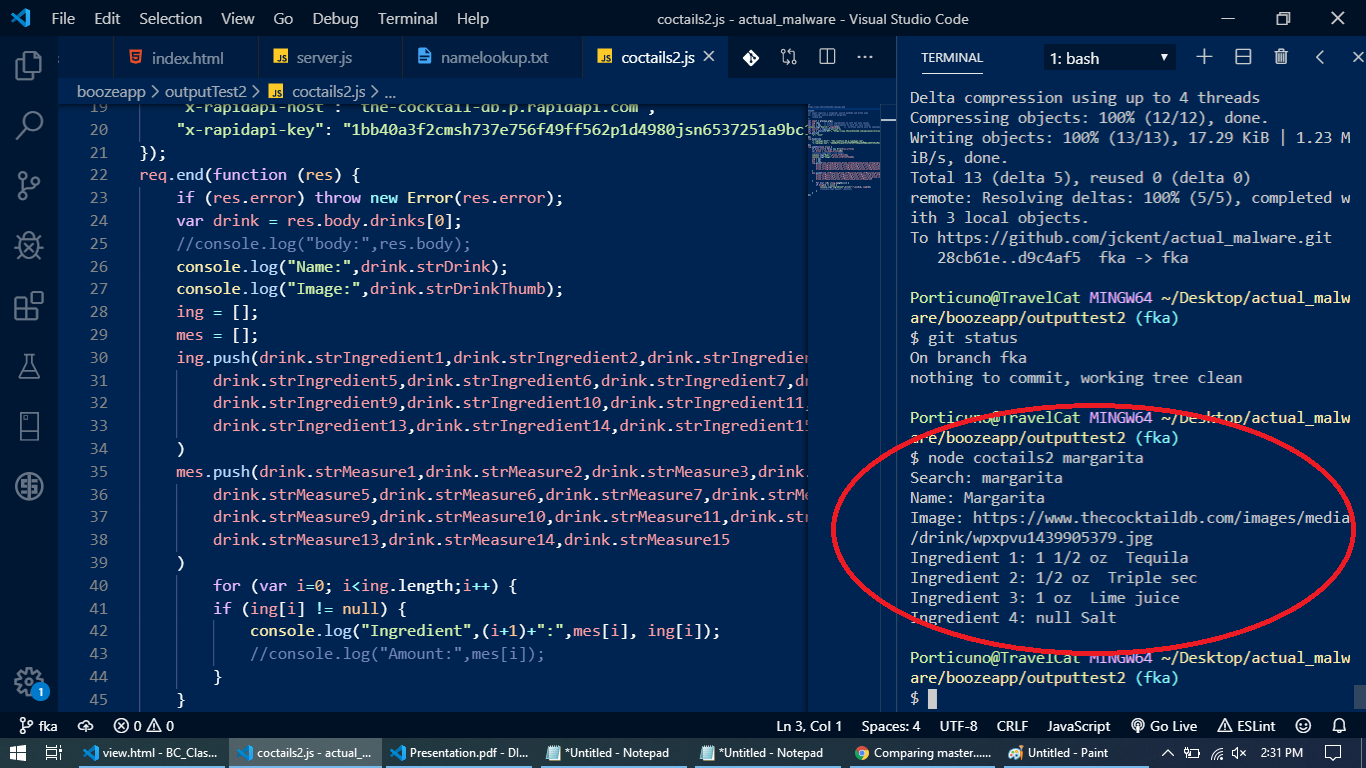 File Edit Selection View Go Debug Terminal Help
coctails2.js - actual_malware - Visual Studio Code
index.html
server.js
namelookup.txt
coctails2.js
boozeapp > outputTest2 > JS coctails2.js > ...
19 "x-rapidapi-host": "the-cocktail-db.p.rapidapi.com",
20 "x-rapidapi-key": "1bb40a3f2cmsh737e756f49ff562p1d4980jsn6537251a9bc
21 });
22 req.end(function (res) {
23 if (res.error) throw new Error(res.error);
24 var drink = res.body.drinks[0];
25 //console.log("body:",res.body);
26 console.log("Name:",drink.strDrink);
27 console.log("Image:",drink.strDrinkThumb);
28 ing = [];
29 mes = [];
30 ing.push(drink.strIngredient1,drink.strIngredient2,drink.strIngredien
31 drink.strIngredient5,drink.strIngredient6,drink.strIngredient7,dr
32 drink.strIngredient9,drink.strIngredient10,drink.strIngredient11,
33 drink.strIngredient13,drink.strIngredient14,drink.strIngredient15
34 )
35 mes.push(drink.strMeasure1,drink.strMeasure2,drink.strMeasure3,drink.
36 drink.strMeasure5,drink.strMeasure6,drink.strMeasure7,drink.strMe
37 drink.strMeasure9,drink.strMeasure10,drink.strMeasure11,drink.str
38 drink.strMeasure13,drink.strMeasure14,drink.strMeasure15
39 )
40 for (var i=0; i<ing.length;i++) {
41 if (ing[i] != null) {
42 console.log("Ingredient",(i+1)+":",mes[i], ing[i]);
43 //console.log("Amount:",mes[i]);
44 }
45 }
TERMINAL
1: bash
Delta compression using up to 4 threads
Compressing objects: 100% (12/12), done.
Writing objects: 100% (13/13), 17.29 KiB | 1.23 M
iB/s, done.
Total 13 (delta 5), reused 0 (delta 0)
remote: Resolving deltas: 100% (5/5), completed w
ith 3 local objects.
To https://github.com/jckent/actual_malware.git
28cb61e..d9c4af5 fka -> fka
Porticuno@TravelCat MINGW64 ~/Desktop/actual_malw
are/boozeapp/outputtest2 (fka)
$ git status
On branch fka
nothing to commit, working tree clean
Porticuno@TravelCat MINGW64 ~/Desktop/actual_malw
are/boozeapp/outputtest2 (fka)
$ node coctails2 margarita
Search: margarita
Name: Margarita
Image: https://www.thecocktaildb.com/images/media
/drink/wpxpvu1439905379.jpg
Ingredient 1: 1 1/2 oz Tequila
Ingredient 2: 1/2 oz Triple sec
Ingredient 3: 1 oz Lime juice
Ingredient 4: null Salt
Porticuno@TravelCat MINGW64 ~/Desktop/actual_malw
are/boozeapp/outputtest2 (fka)
$
1
fka 0 0 Ln 3, Col 1 Spaces: 4 UTF-8 CRLF JavaScript Go Live ESLint
view.html - BC_Clas... coctails2.js - actual_... Presentation.pdf - Dl... *Untitled - Notepad *Untitled - Notepad Comparing master...... Untitled - Paint 2:31 PM